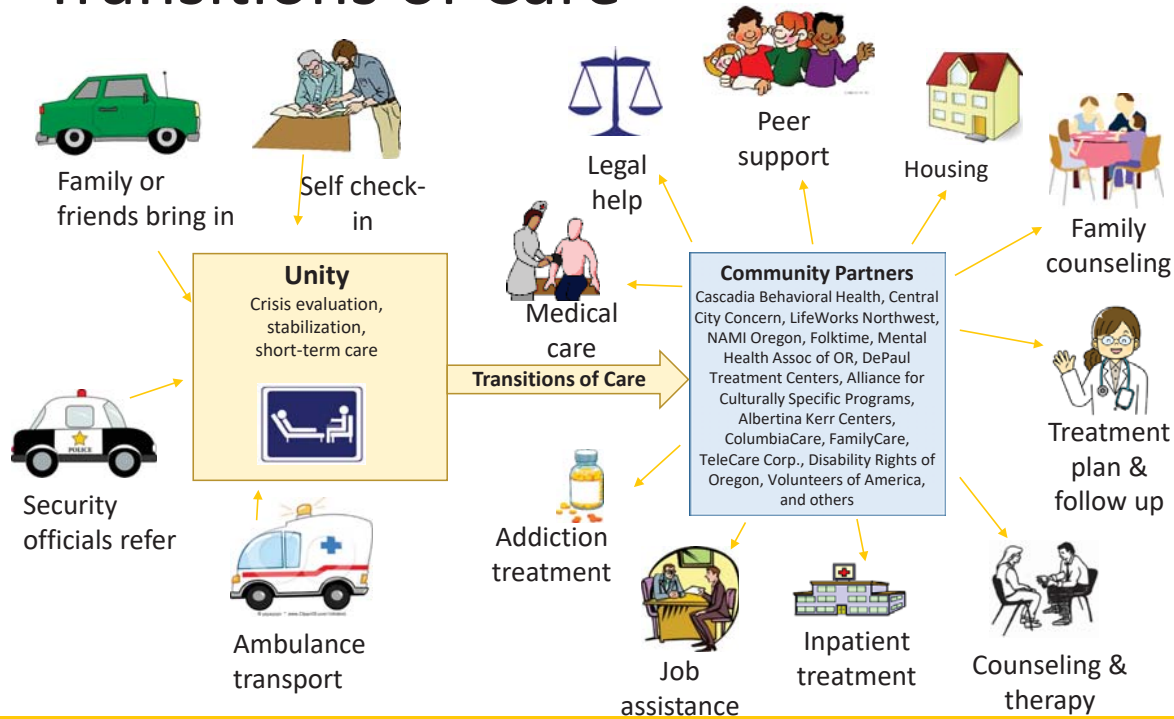 Transitions of Care
Family or
friends bring in
Self check-
in
Legal
help
Peer
support
Housing
Family
counseling
Unity
Crisis evaluation,
stabilization,
short-term care
Medical
care
Transitions of Care
Community Partners
Cascadia Behavioral Health, Central
City Concern, LifeWorks Northwest,
NAMI Oregon, Folktime, Mental
Health Assoc of OR, DePaul
Treatment Centers, Alliance for
Culturally Specific Programs,
Albertina Kerr Centers,
ColumbiaCare, FamilyCare,
TeleCare Corp., Disability Rights of
Oregon, Volunteers of America,
and others
Treatment
plan &
follow up
POLICE
Security
officials refer
Ambulance
transport
Addiction
treatment
Job
assistance
Inpatient
treatment
Counseling &
therapy